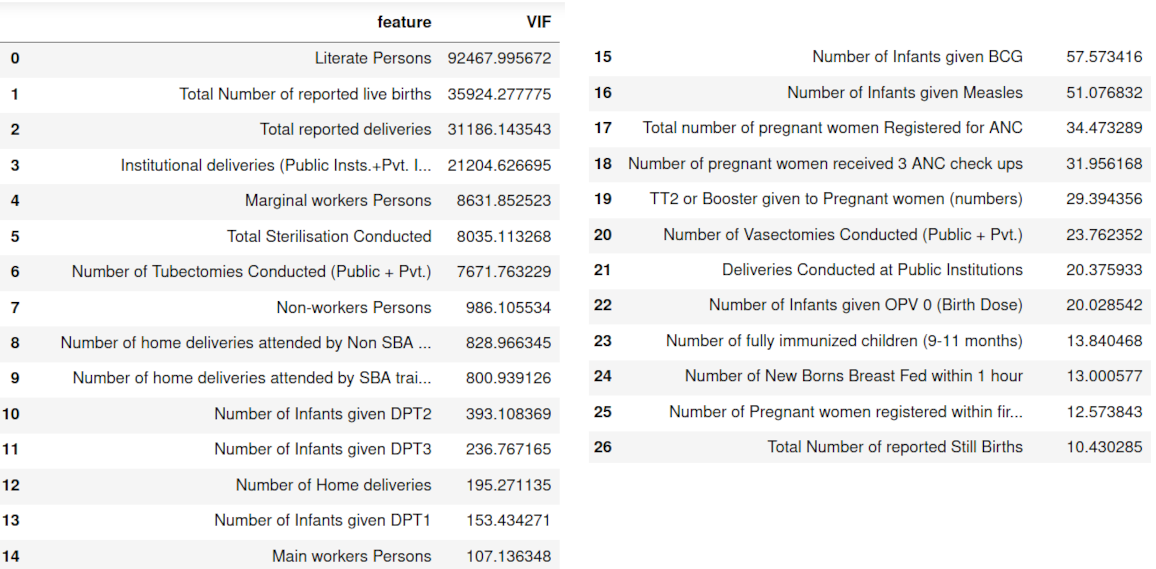 feature VIF
0 Literate Persons 92467.995672
1 Total Number of reported live births 35924.277775
2 Total reported deliveries 31186.143543
3 Institutional deliveries (Public Insts.+Pvt. I... 21204.626695
4 Marginal workers Persons 8631.852523
5 Total Sterilisation Conducted 8035.113268
6 Number of Tubectomies Conducted (Public + Pvt.) 7671.763229
7 Non-workers Persons 986.105534
8 Number of home deliveries attended by Non SBA ... 828.966345
9 Number of home deliveries attended by SBA trai... 800.939126
10 Number of Infants given DPT2 393.108369
11 Number of Infants given DPT3 236.767165
12 Number of Home deliveries 195.271135
13 Number of Infants given DPT1 153.434271
14 Main workers Persons 107.136348
15 Number of Infants given BCG 57.573416
16 Number of Infants given Measles 51.076832
17 Total number of pregnant women Registered for ANC 34.473289
18 Number of pregnant women received 3 ANC check ups 31.956168
19 TT2 or Booster given to Pregnant women (numbers) 29.394356
20 Number of Vasectomies Conducted (Public + Pvt.) 23.762352
21 Deliveries Conducted at Public Institutions 20.375933
22 Number of Infants given OPV 0 (Birth Dose) 20.028542
23 Number of fully immunized children (9-11 months) 13.840468
24 Number of New Borns Breast Fed within 1 hour 13.000577
25 Number of Pregnant women registered within fir... 12.573843
26 Total Number of reported Still Births 10.430285